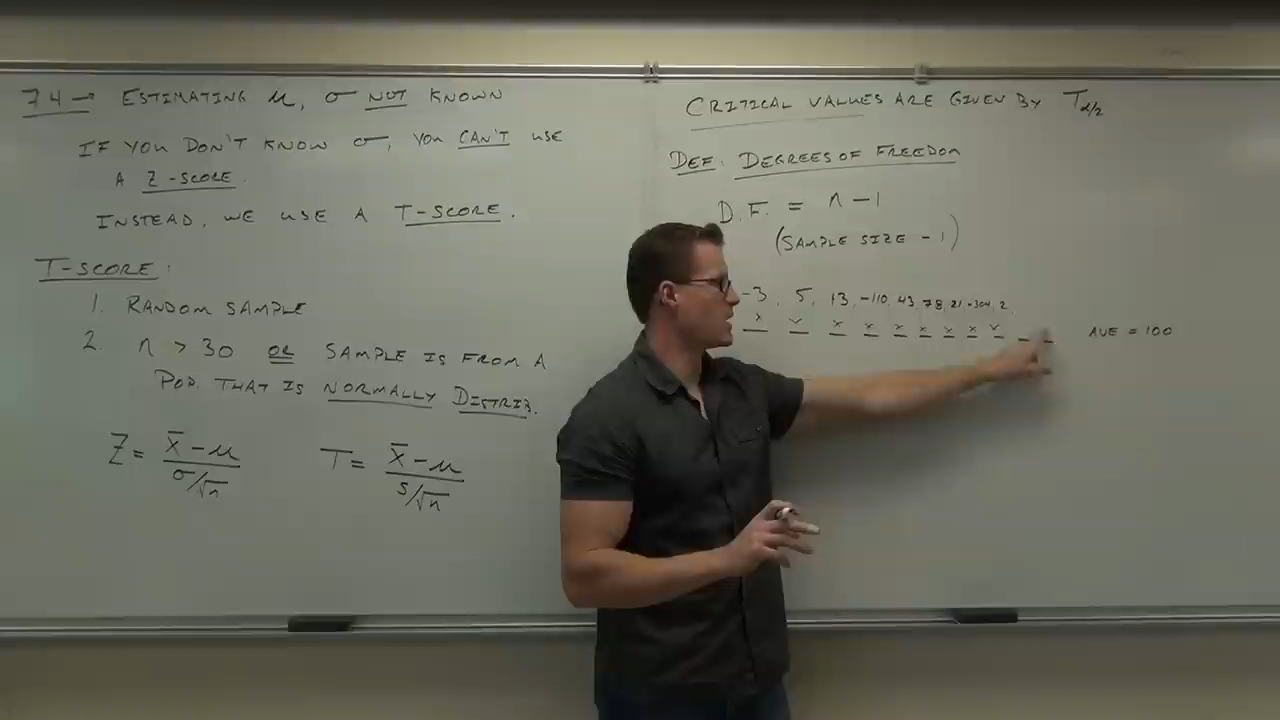 7.4 → ESTIMATING μ, σ NOT KNOWN
IF YOU DON'T KNOW σ, YOU CAN'T USE
A Z-SCORE.
INSTEAD, WE USE A T-SCORE.
T-SCORE:
1. RANDOM SAMPLE
2. n > 30 OR SAMPLE IS FROM A
POP. THAT IS NORMALLY DISTRIB.
Z = (x̄ - μ) / (σ/√n)   T = (x̄ - μ) / (s/√n)
CRITICAL VALUES ARE GIVEN BY T α/2
DEF: DEGREES OF FREEDOM
D.F. = n - 1
(SAMPLE SIZE - 1)
-3, 5, 13, -110, 43, 78, 21, -304, 2,
x x x x x x x x x
AVE = 100